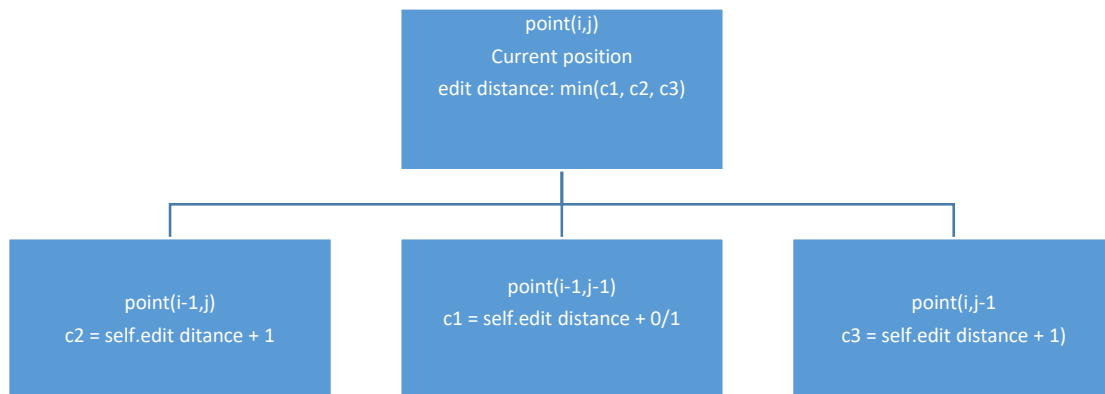 point(i,j)
Current position
edit distance: min(c1, c2, c3)
point(i-1,j)
c2 = self.edit ditance + 1
point(i-1,j-1)
c1 = self.edit distance + 0/1
point(i,j-1
c3 = self.edit distance + 1)